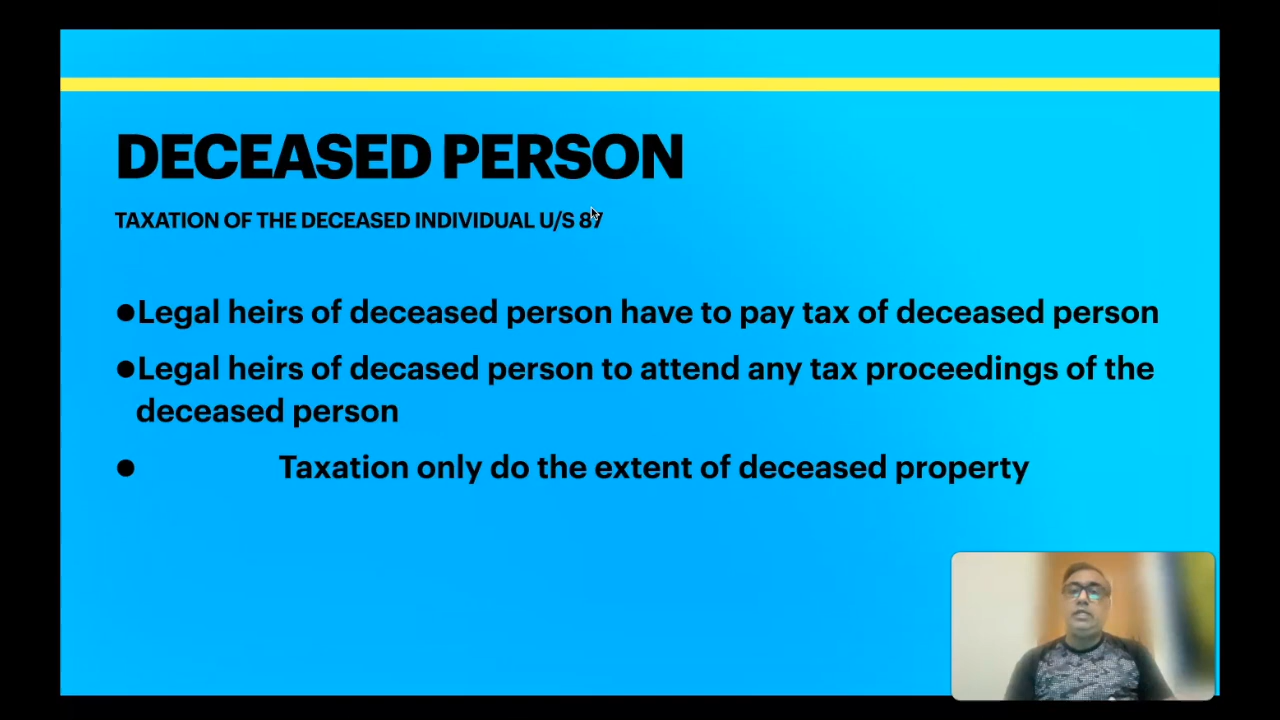 DECEASED PERSON
TAXATION OF THE DECEASED INDIVIDUAL U/S 87
●Legal heirs of deceased person have to pay tax of deceased person
●Legal heirs of decased person to attend any tax proceedings of the
deceased person
● Taxation only do the extent of deceased property